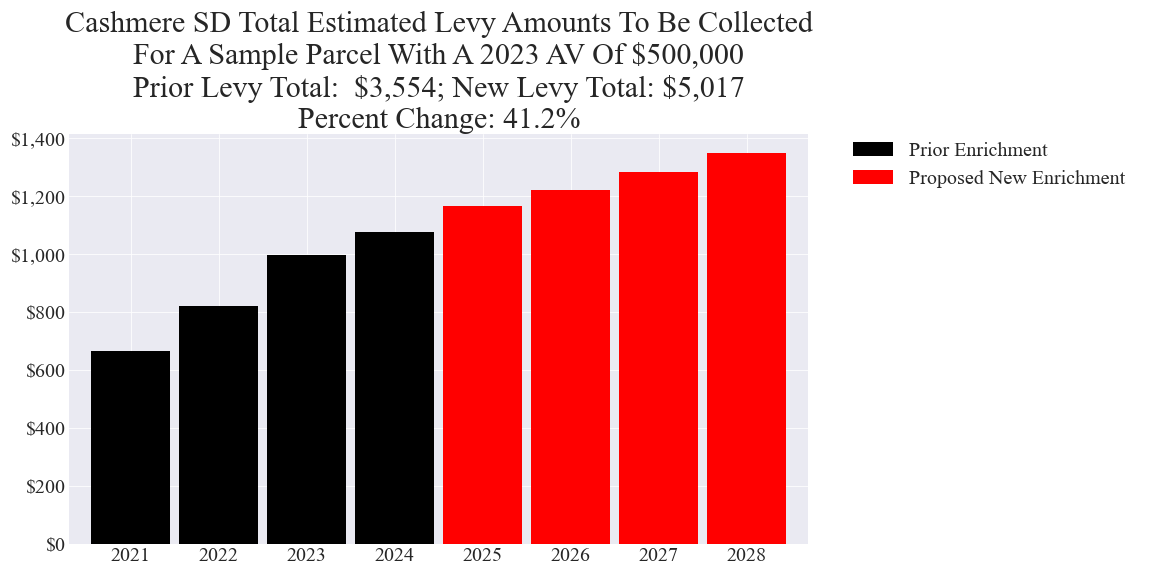 Cashmere SD Total Estimated Levy Amounts To Be Collected
For A Sample Parcel With A 2023 AV Of $500,000
Prior Levy Total:  $3,554; New Levy Total: $5,017
Percent Change: 41.2%
$1,400
$1,200
$1,000
$800
$600
$400
$200
$0
2021 2022 2023 2024 2025 2026 2027 2028
Prior Enrichment
Proposed New Enrichment